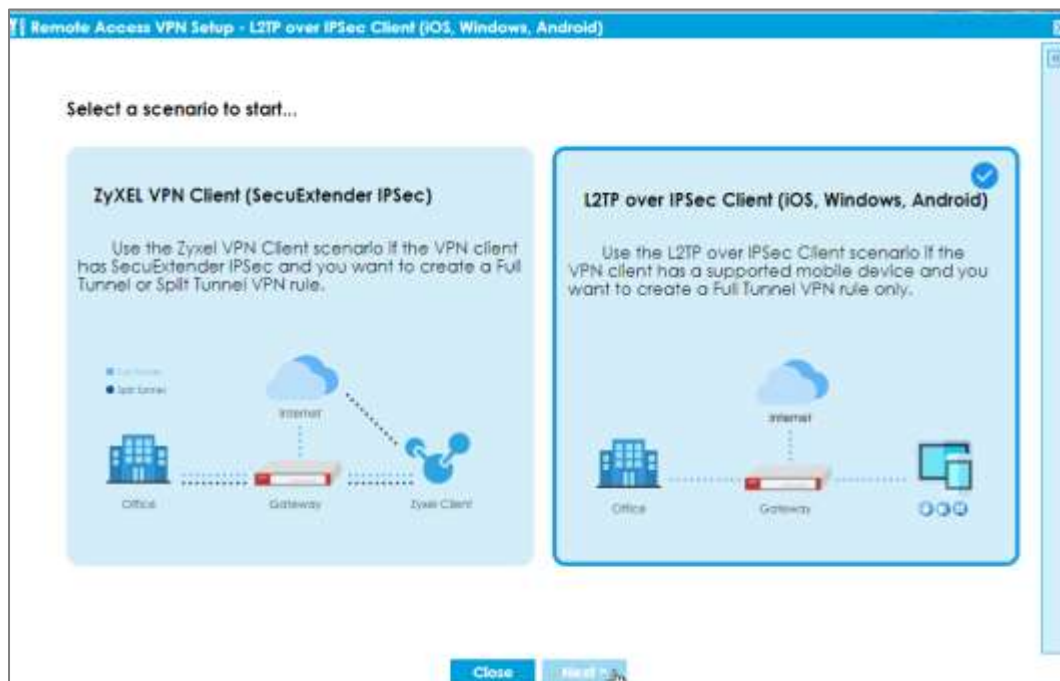 Remote Access VPN Setup - L2TP over IPSec Client (iOS, Windows, Android)
Select a scenario to start...
ZyXEL VPN Client (SecuExtender IPSec)
Use the Zyxel VPN Client scenario if the VPN client
has SecuExtender IPSec and you want to create a Full
Tunnel or Split Tunnel VPN rule.
Split Tunnel
Internet
Office
Gateway
Zyxel Client
L2TP over IPSec Client (iOS, Windows, Android)
Use the L2TP over IPSec Client scenario if the
VPN client has a supported mobile device and you
want to create a Full Tunnel VPN rule only.
Internet
Office
Gateway
Close
Next